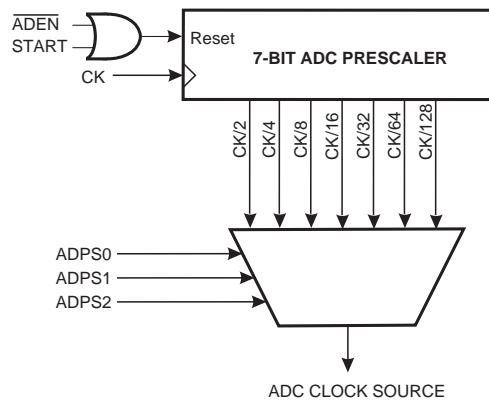 ADEN
START
Reset
CK
7-BIT ADC PRESCALER
CK/2
CK/4
CK/8
CK/16
CK/32
CK/64
CK/128
ADPS0
ADPS1
ADPS2
ADC CLOCK SOURCE